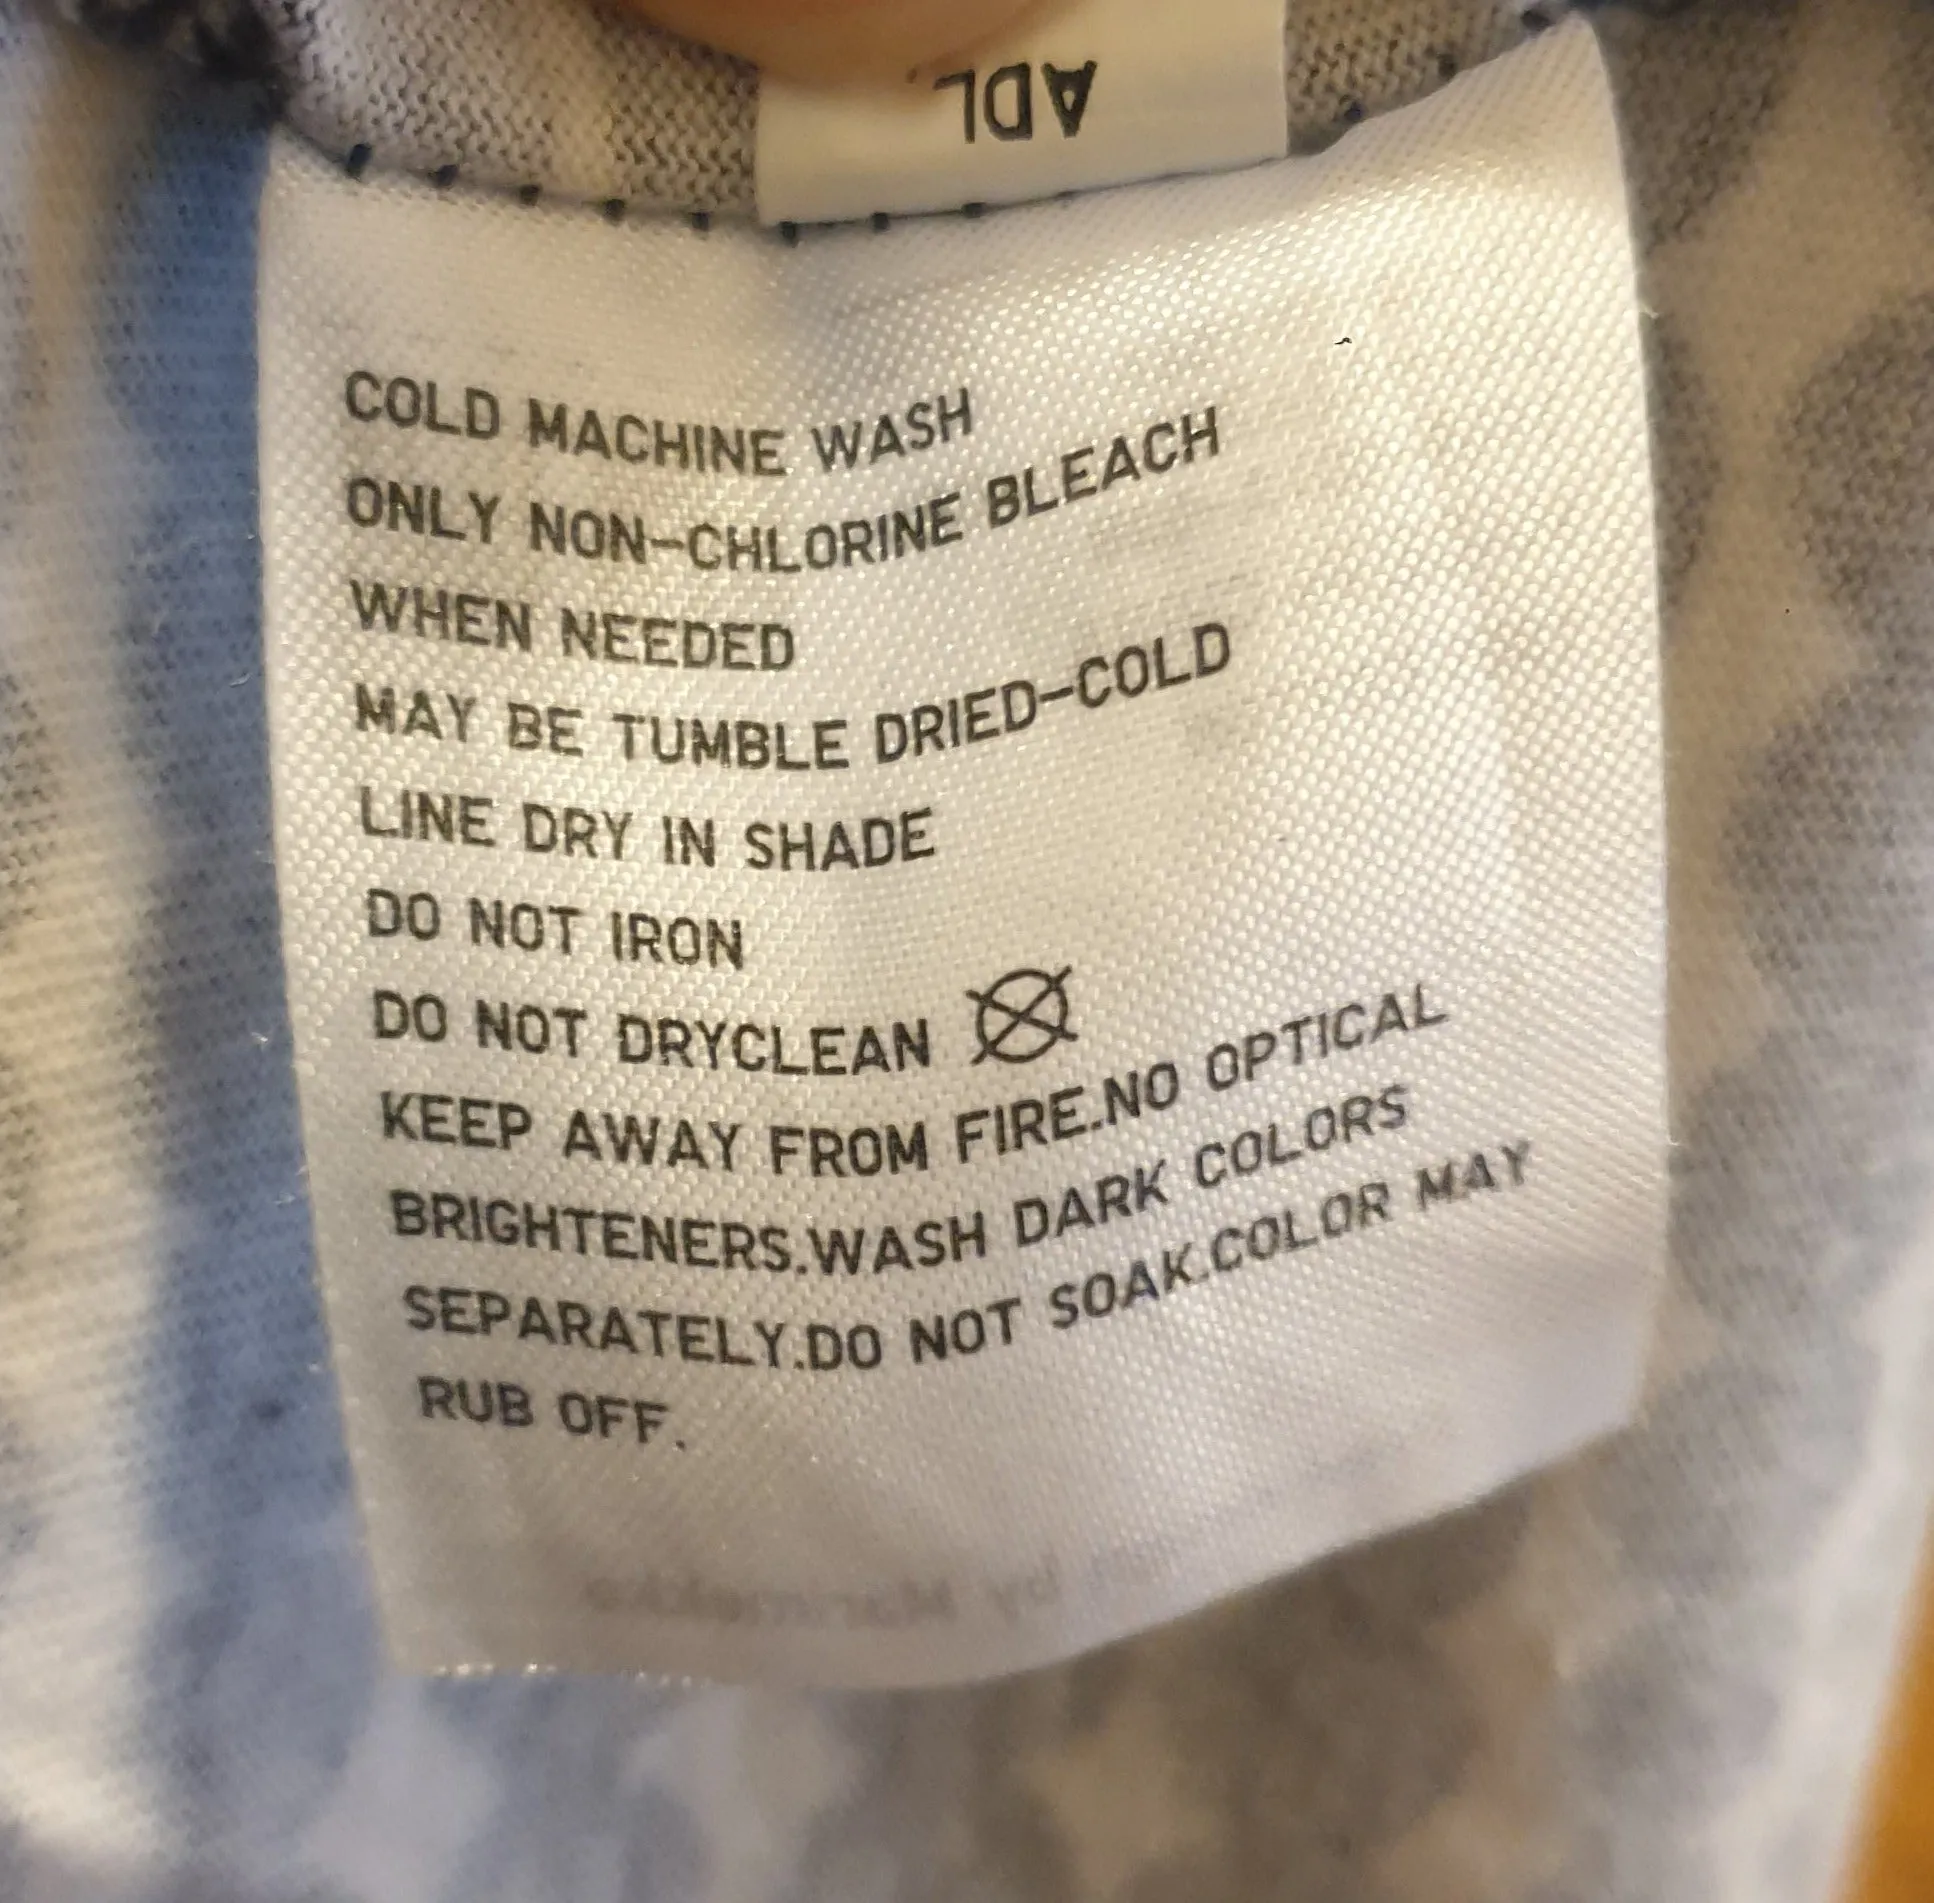 ADL
COLD MACHINE WASH
ONLY NON-CHLORINE BLEACH
WHEN NEEDED
MAY BE TUMBLE DRIED-COLD
LINE DRY IN SHADE
DO NOT IRON
DO NOT DRYCLEAN
KEEP AWAY FROM FIRE.NO OPTICAL
BRIGHTENERS.WASH DARK COLORS
SEPARATELY.DO NOT SOAK.COLOR MAY
RUB OFF.